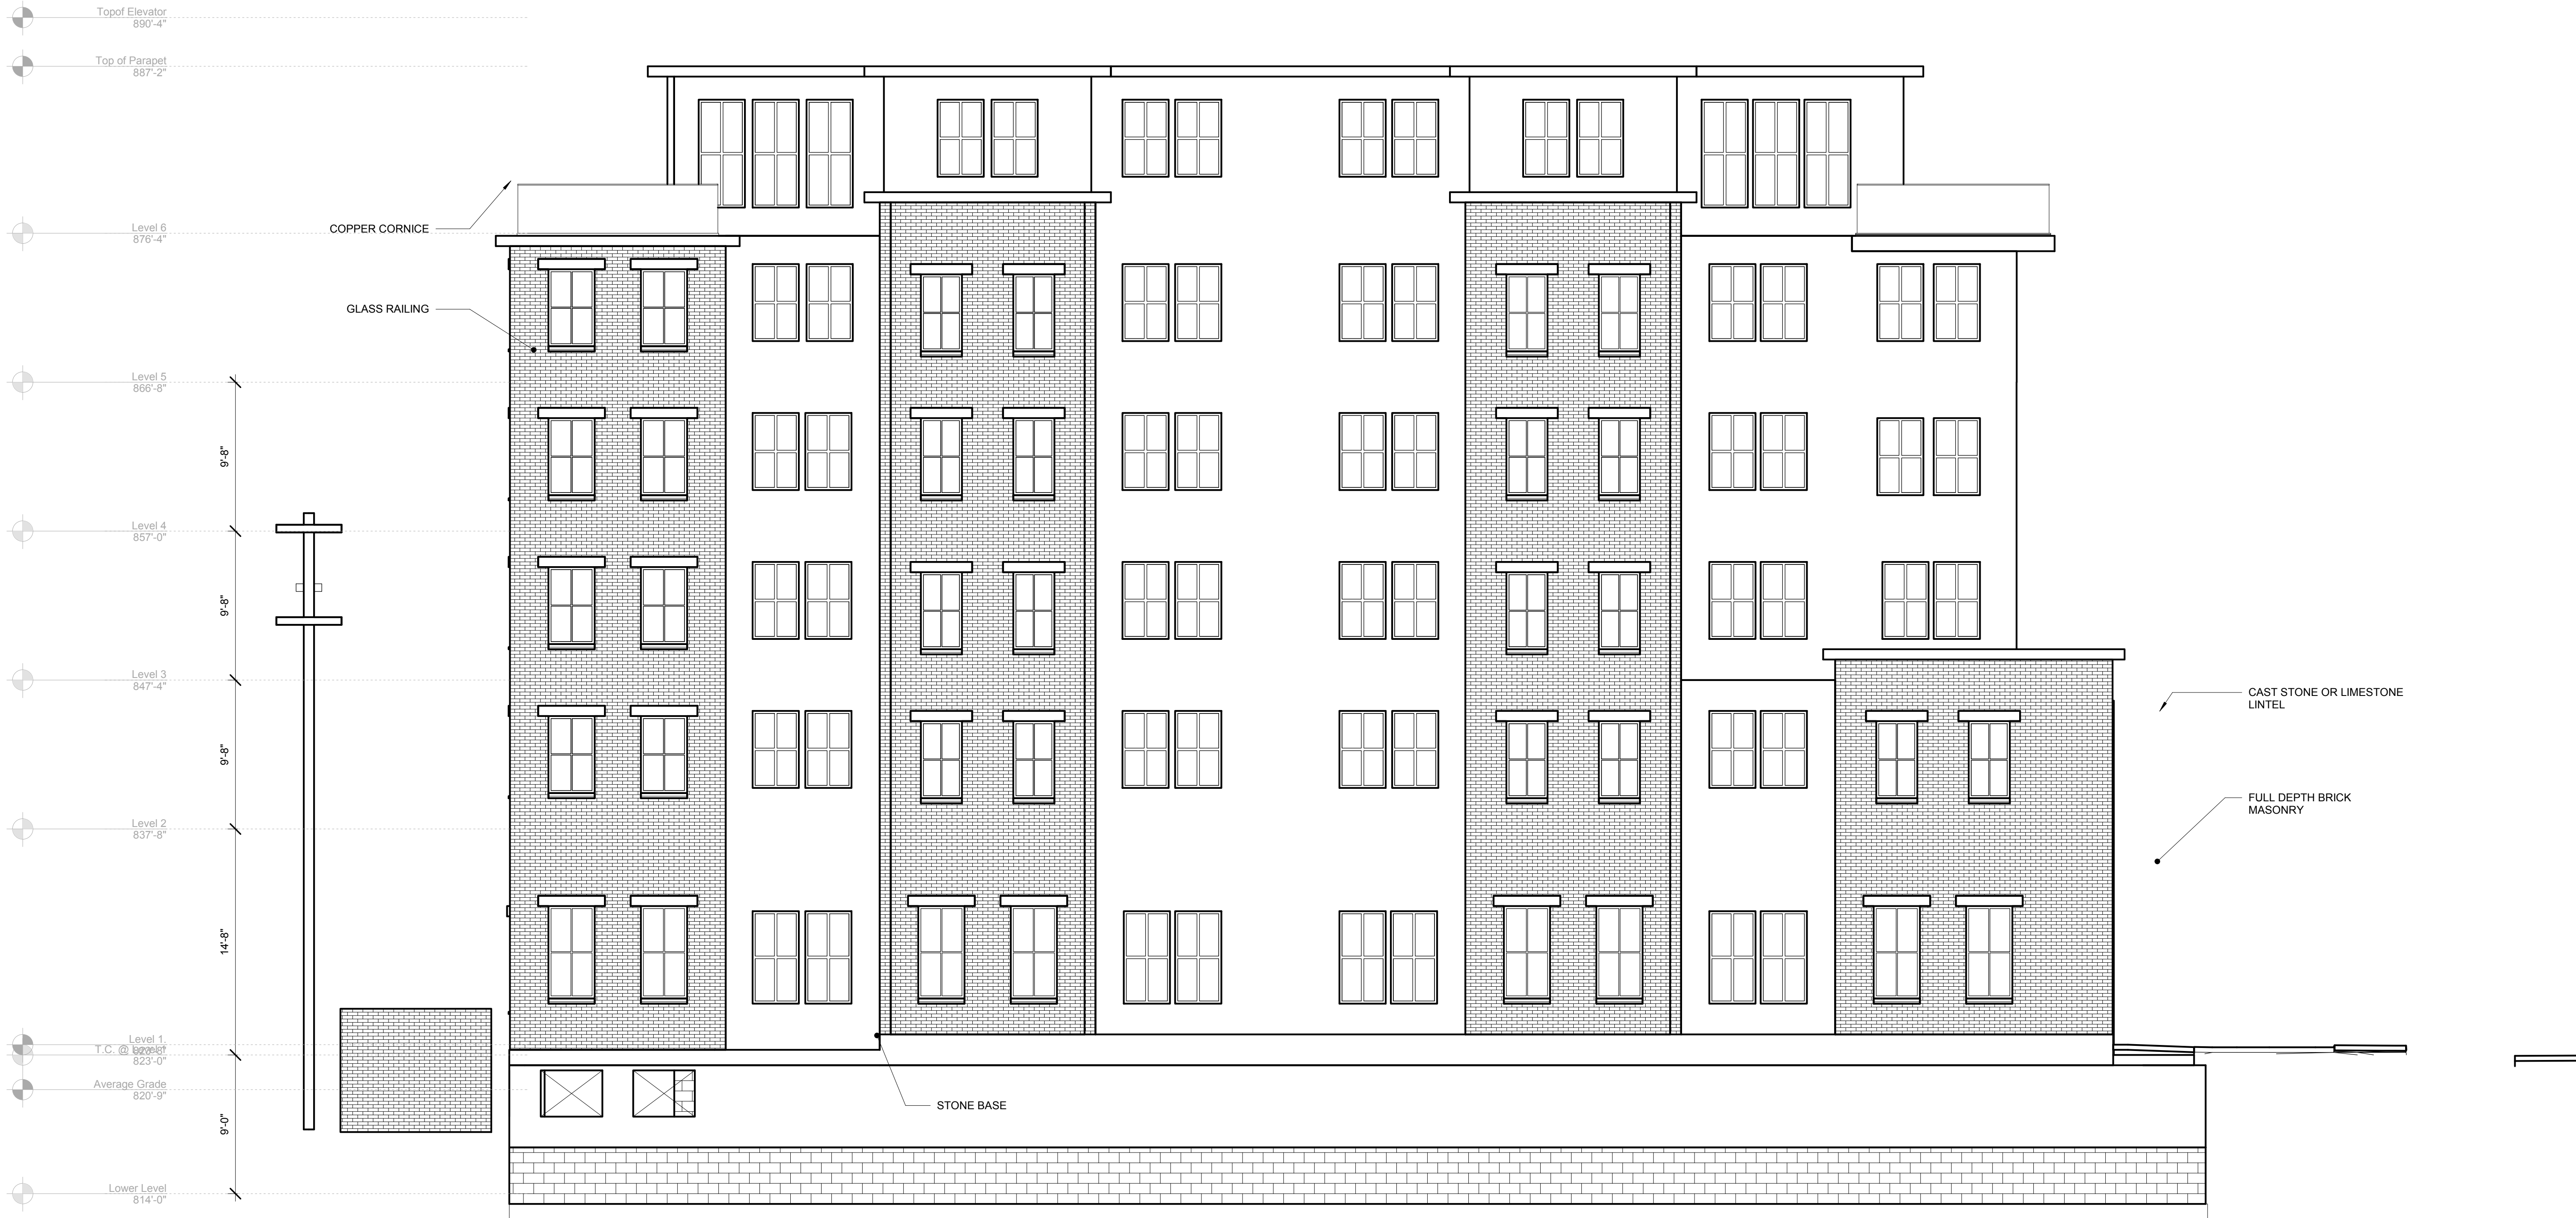 Topof Elevator
890'-4"
Top of Parapet
887'-2"
COPPER CORNICE
Level 6
876'-4"
GLASS RAILING
Level 5
866'-8"
9'-8"
Level 4
857'-0"
9'-8"
Level 3
847'-4"
CAST STONE OR LIMESTONE
LINTEL
9'-8"
FULL DEPTH BRICK
MASONRY
Level 2
837'-8"
14'-8"
Level 1.
T.C. @
823'-0"
Average Grade
820'-9"
STONE BASE
9'-0"
Lower Level
814'-0"